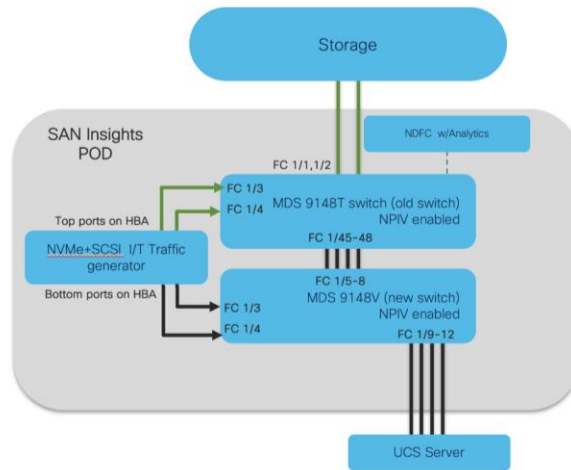 Storage
SAN Insights
POD
NDFC w/Analytics
FC 1/1,1/2
FC 1/3
MDS 9148T switch (old switch)
FC 1/4
NPIV enabled
Top ports on HBA
FC 1/45-48
NVMe+SCSI I/T Traffic
generator
FC 1/5-8
Bottom ports on HBA
MDS 9148V (new switch)
FC 1/3
NPIV enabled
FC 1/4
FC 1/9-12
UCS Server